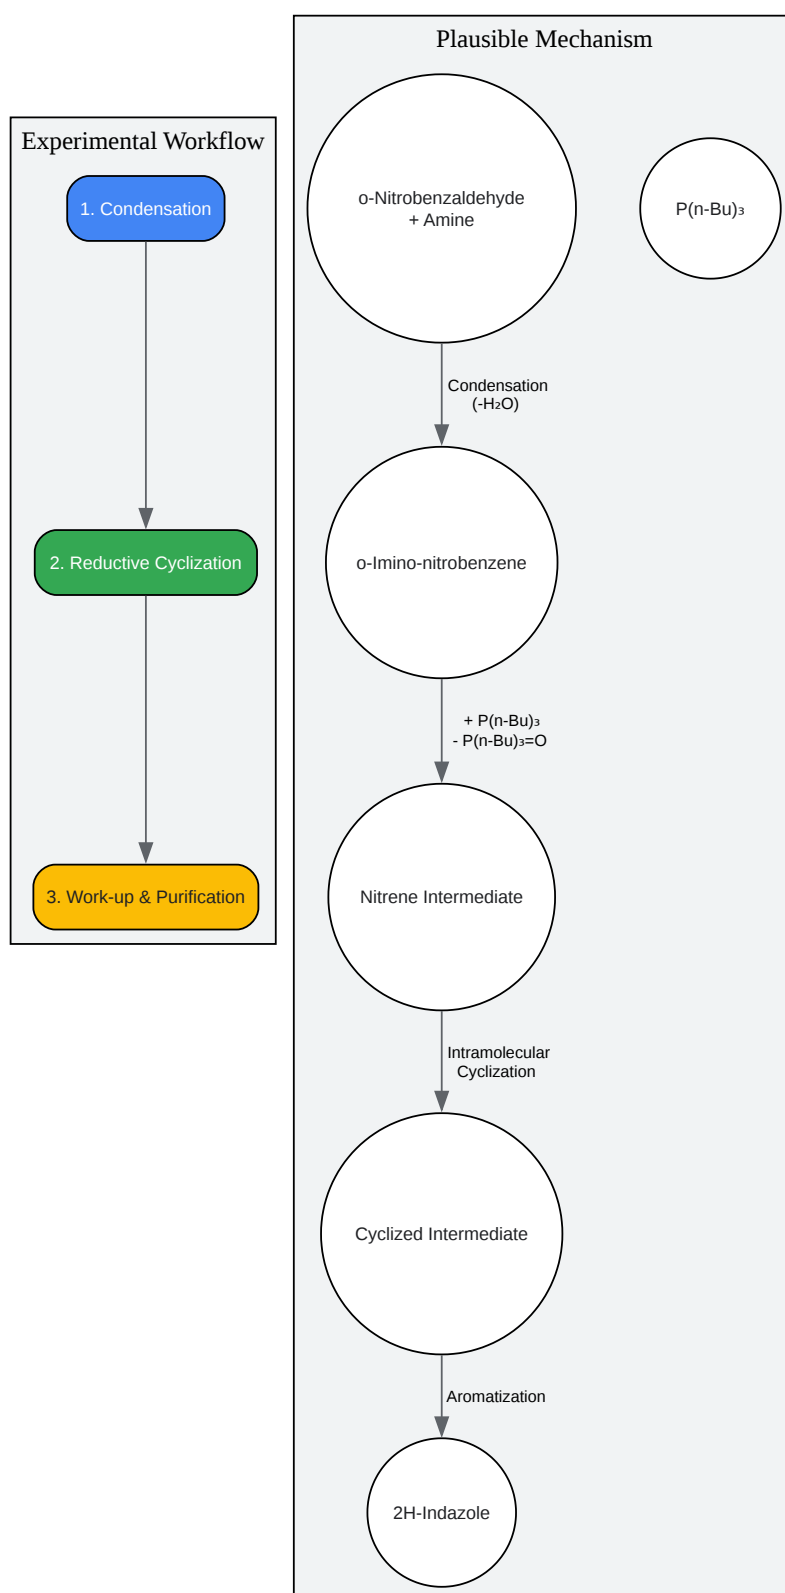 Experimental Workflow
1. Condensation
2. Reductive Cyclization
3. Work-up & Purification
Plausible Mechanism
o-Nitrobenzaldehyde
+ Amine
P(n-Bu)₃
Condensation
(-H₂O)
o-Imino-nitrobenzene
+ P(n-Bu)₃
- P(n-Bu)₃=O
Nitrene Intermediate
Intramolecular
Cyclization
Cyclized Intermediate
Aromatization
2H-Indazole